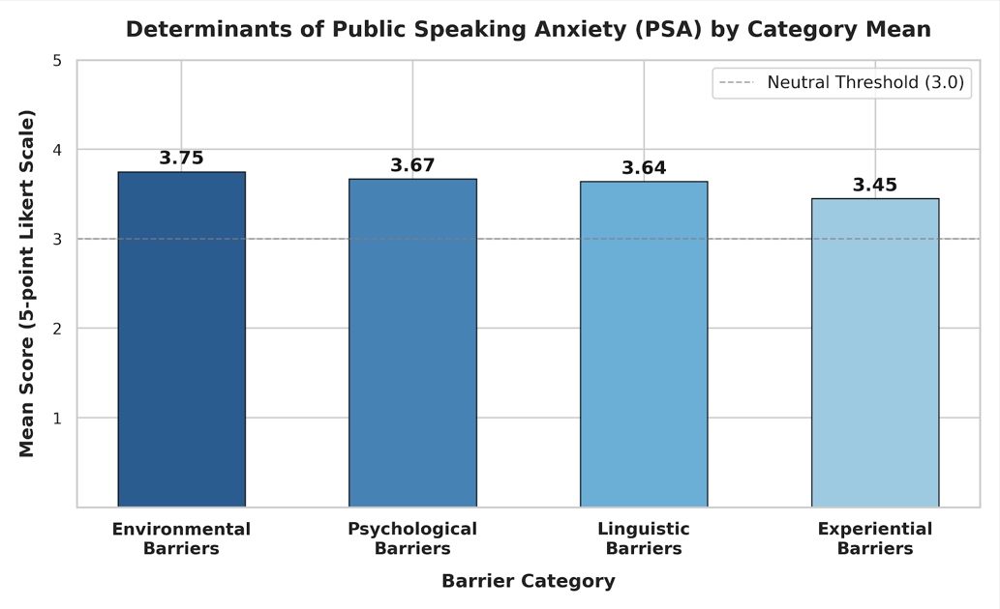 Determinants of Public Speaking Anxiety (PSA) by Category Mean
Mean Score (5-point Likert Scale)
5
4
3
2
1
Neutral Threshold (3.0)
3.75
3.67
3.64
3.45
Environmental
Barriers
Psychological
Barriers
Linguistic
Barriers
Experiential
Barriers
Barrier Category